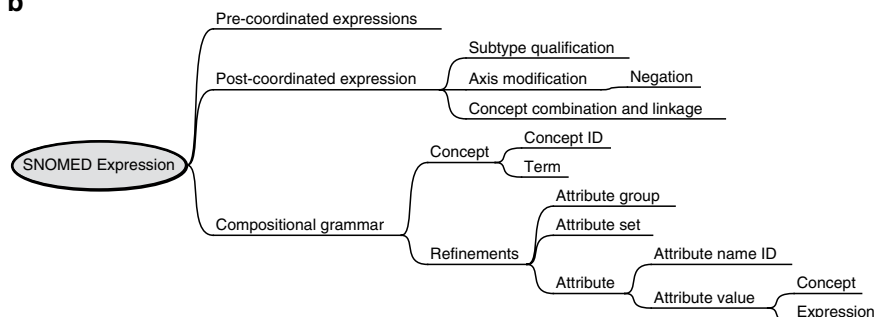 b
Pre-coordinated expressions
Subtype qualification
Post-coordinated expression
Axis modification
Negation
Concept combination and linkage
SNOMED Expression
Concept
Concept ID
Term
Compositional grammar
Attribute group
Attribute set
Refinements
Attribute name ID
Attribute
Attribute value
Concept
Expression